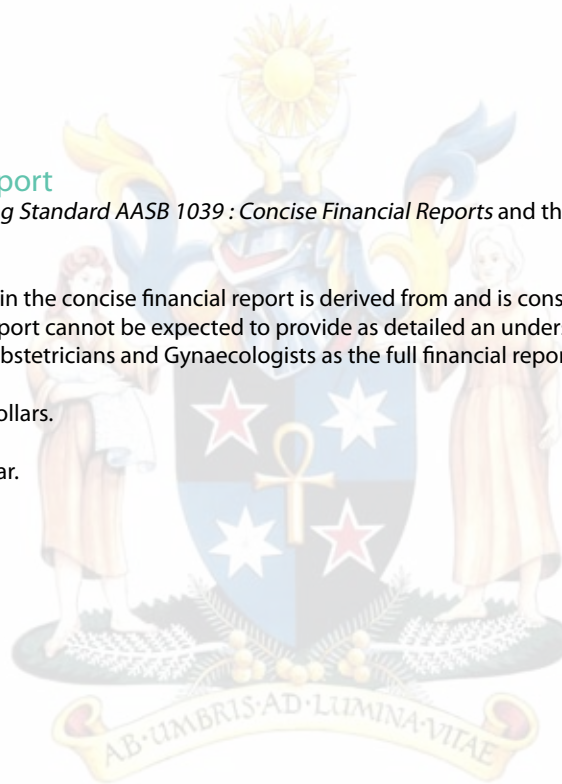 port
g Standard AASB 1039 : Concise Financial Reports and th
in the concise financial report is derived from and is cons
port cannot be expected to provide as detailed an unders
bstetricians and Gynaecologists as the full financial repor
ollars.
ar.
AB·UMBRIS·AD·LUMINA·VITAE